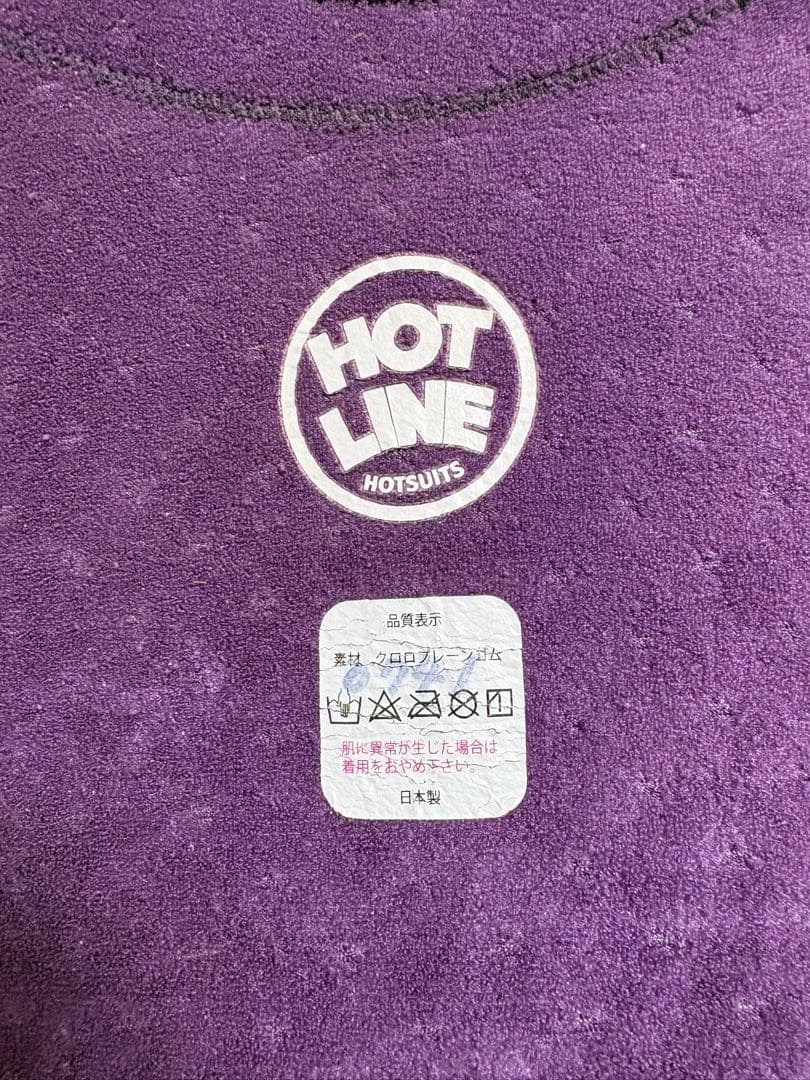 HOT
LINE
HOTSUITS
品質表示
素材 クロロプレーンゴム
0741
肌に異常が生じた場合は
着用をおやめ下さい。
日本製